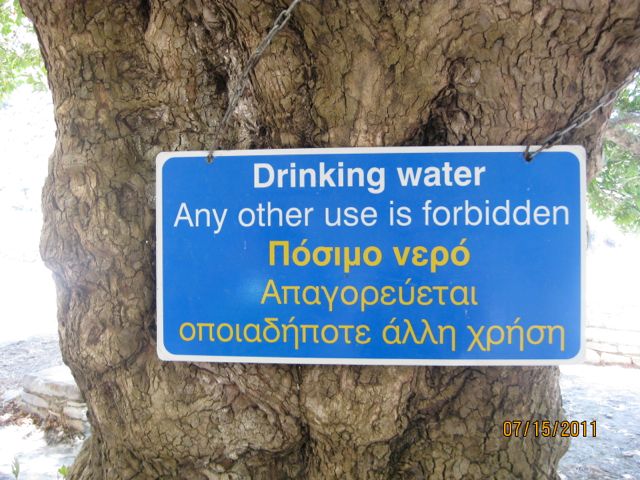 Drinking water
Any other use is forbidden
Πόσιμο νερό
Απαγορεύεται
οποιαδήποτε άλλη χρήση
07/15/2011